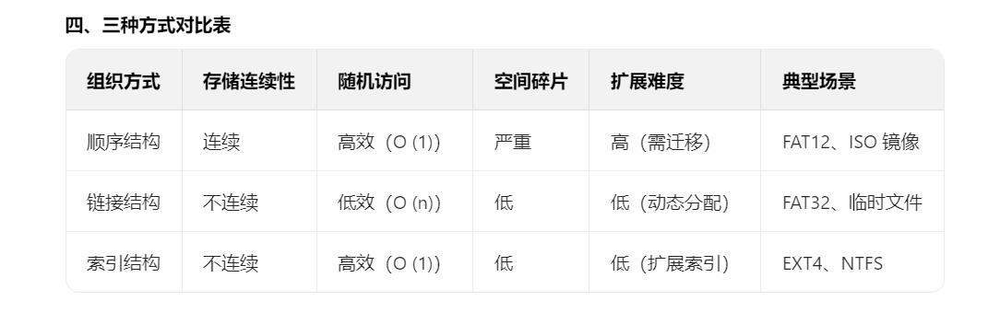 四、三种方式对比表
组织方式 存储连续性 随机访问 空间碎片 扩展难度 典型场景
顺序结构 连续 高效（O (1)） 严重 高（需迁移） FAT12、ISO 镜像
链接结构 不连续 低效（O (n)） 低 低（动态分配） FAT32、临时文件
索引结构 不连续 高效（O (1)） 低 低（扩展索引） EXT4、NTFS